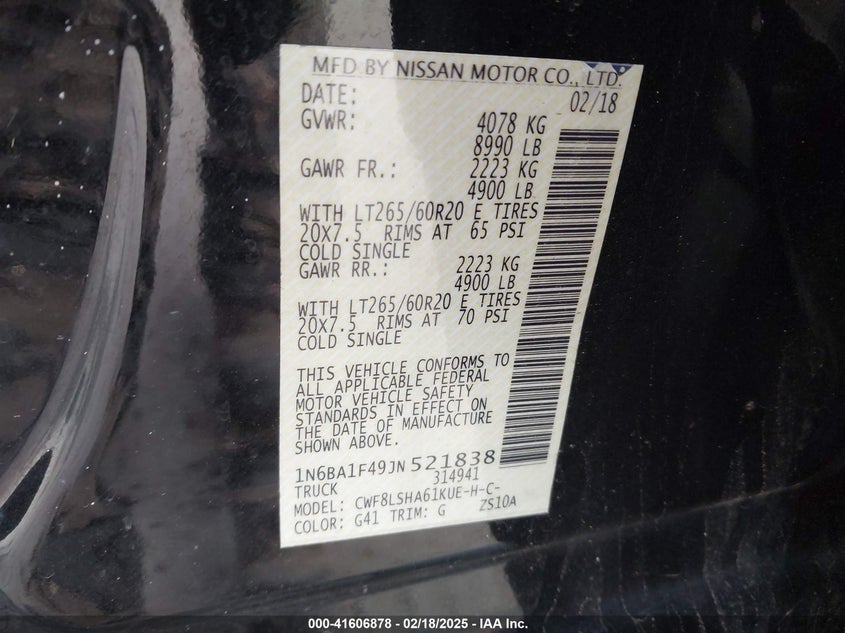 MFD BY NISSAN MOTOR CO., LTD.
DATE: 02/18
GVWR: 4078 KG
8990 LB
GAWR FR.: 2223 KG
4900 LB
WITH LT265/60R20 E TIRES
20X7.5 RIMS AT 65 PSI
COLD SINGLE
GAWR RR.: 2223 KG
4900 LB
WITH LT265/60R20 E TIRES
20X7.5 RIMS AT 70 PSI
COLD SINGLE
THIS VEHICLE CONFORMS TO
ALL APPLICABLE FEDERAL
MOTOR VEHICLE SAFETY
STANDARDS IN EFFECT ON
THE DATE OF MANUFACTURE
SHOWN ABOVE.
1N6BA1F49JN521838
TRUCK 314941
MODEL: CWF8LSHA61KUE-H-C-
COLOR: G41 TRIM: G ZS10A
000-41606878 - 02/18/2025 - IAA Inc.